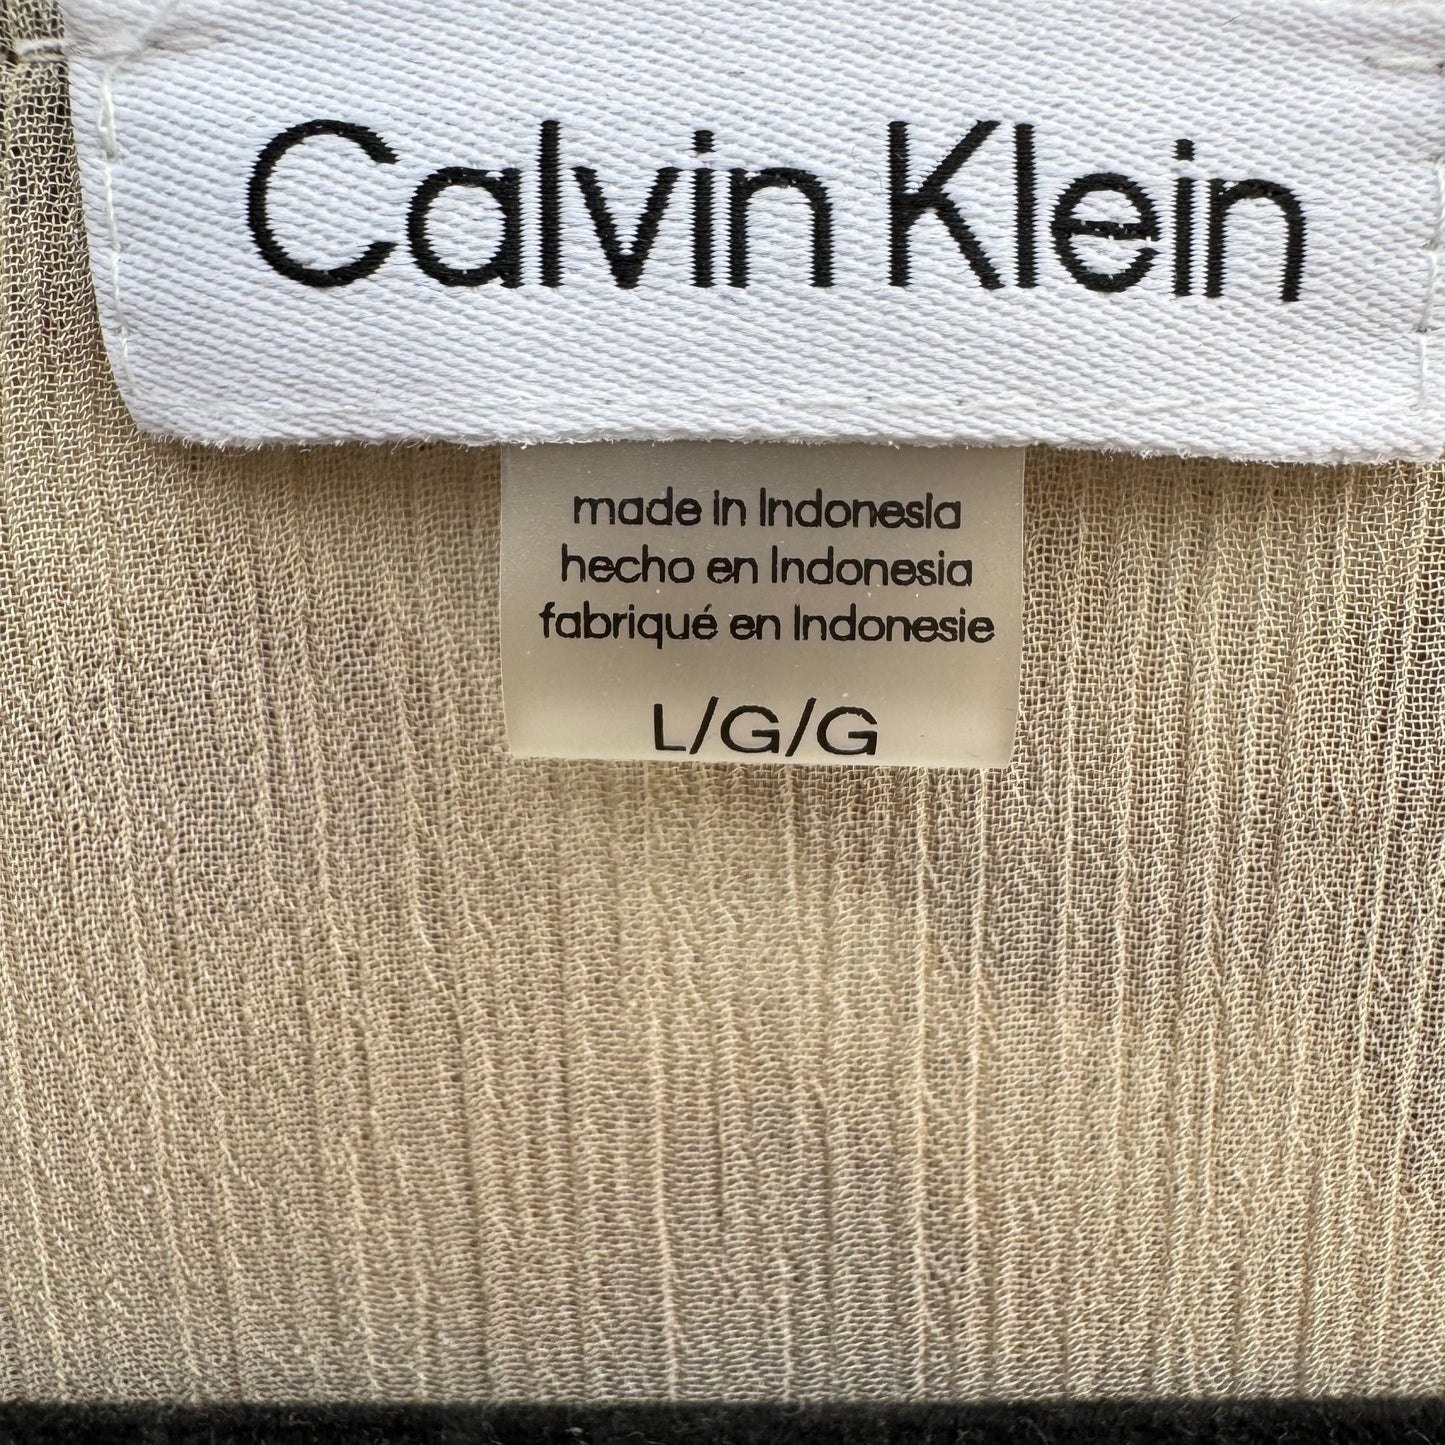 Calvin Klein
made in Indonesia
hecho en Indonesia
fabriqué en Indonesie
L/G/G